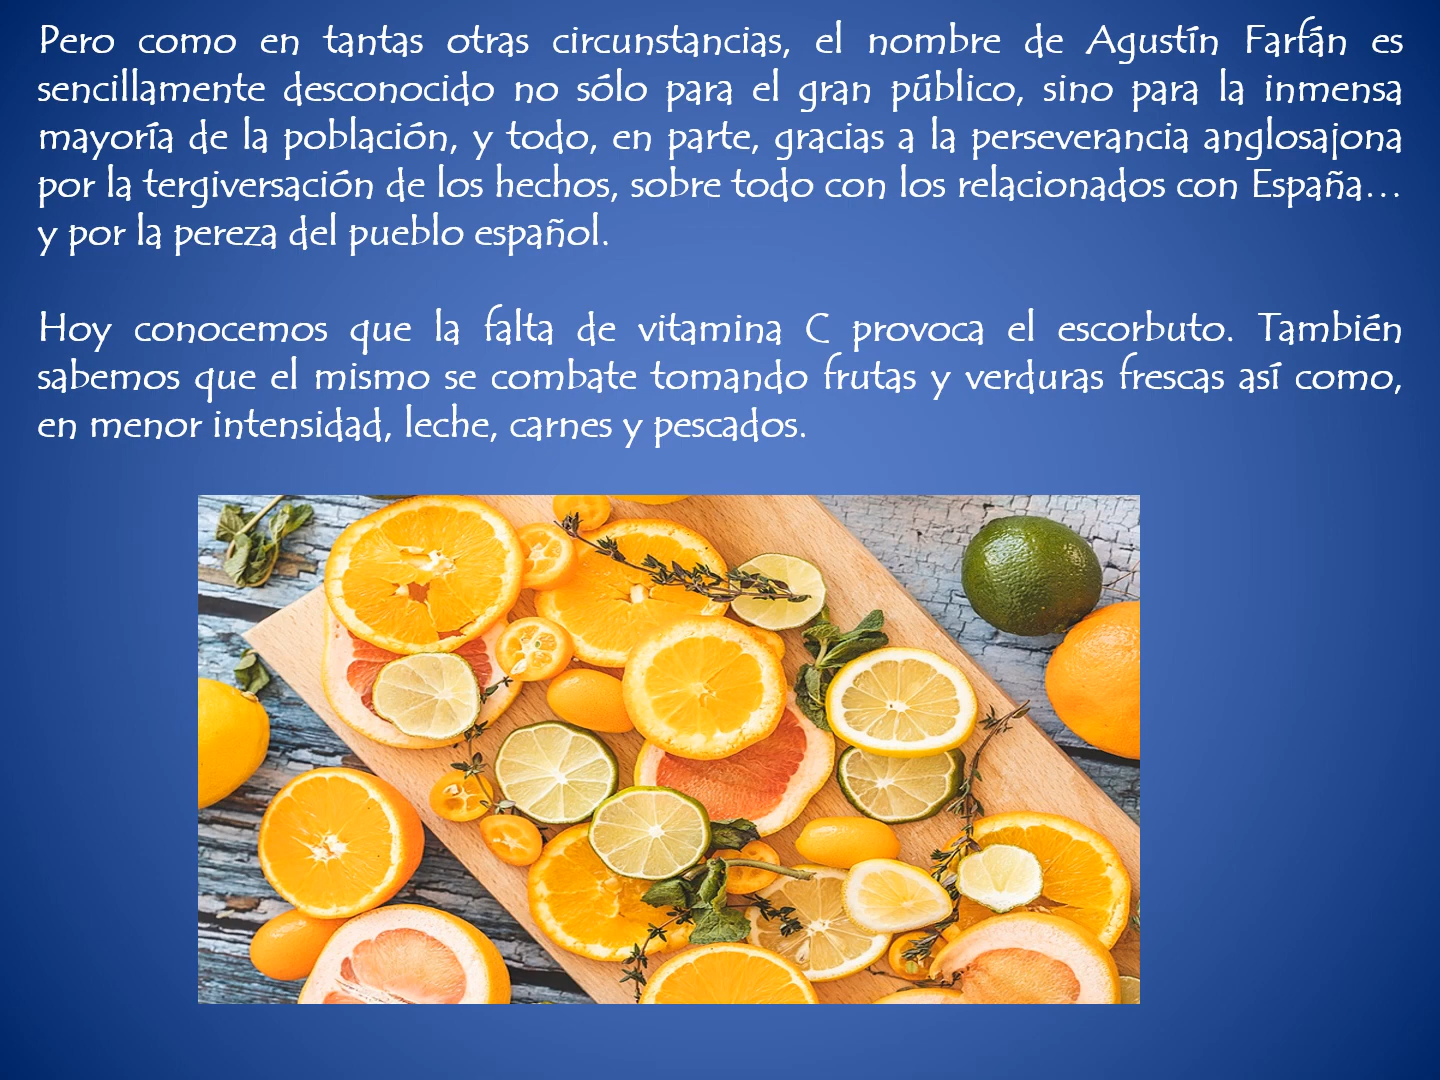 Pero como en tantas otras circunstancias, el nombre de Agustín Farfán es
sencillamente desconocido no sólo para el gran público, sino para la inmensa
mayoría de la población, y todo, en parte, gracias a la perseverancia anglosajona
por la tergiversación de los hechos, sobre todo con los relacionados con España…
y por la pereza del pueblo español.
Hoy conocemos que la falta de vitamina C provoca el escorbuto. También
sabemos que el mismo se combate tomando frutas y verduras frescas así como,
en menor intensidad, leche, carnes y pescados.